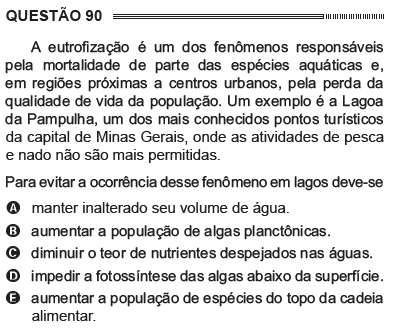 QUESTÃO 90
A eutrofização é um dos fenômenos responsáveis
pela mortalidade de parte das espécies aquáticas e,
em regiões próximas a centros urbanos, pela perda da
qualidade de vida da população. Um exemplo é a Lagoa
da Pampulha, um dos mais conhecidos pontos turísticos
da capital de Minas Gerais, onde as atividades de pesca
e nado não são mais permitidas.
Para evitar a ocorrência desse fenômeno em lagos deve-se
A manter inalterado seu volume de água.
B aumentar a população de algas planctônicas.
C diminuir o teor de nutrientes despejados nas águas.
D impedir a fotossíntese das algas abaixo da superfície.
E aumentar a população de espécies do topo da cadeia
alimentar.